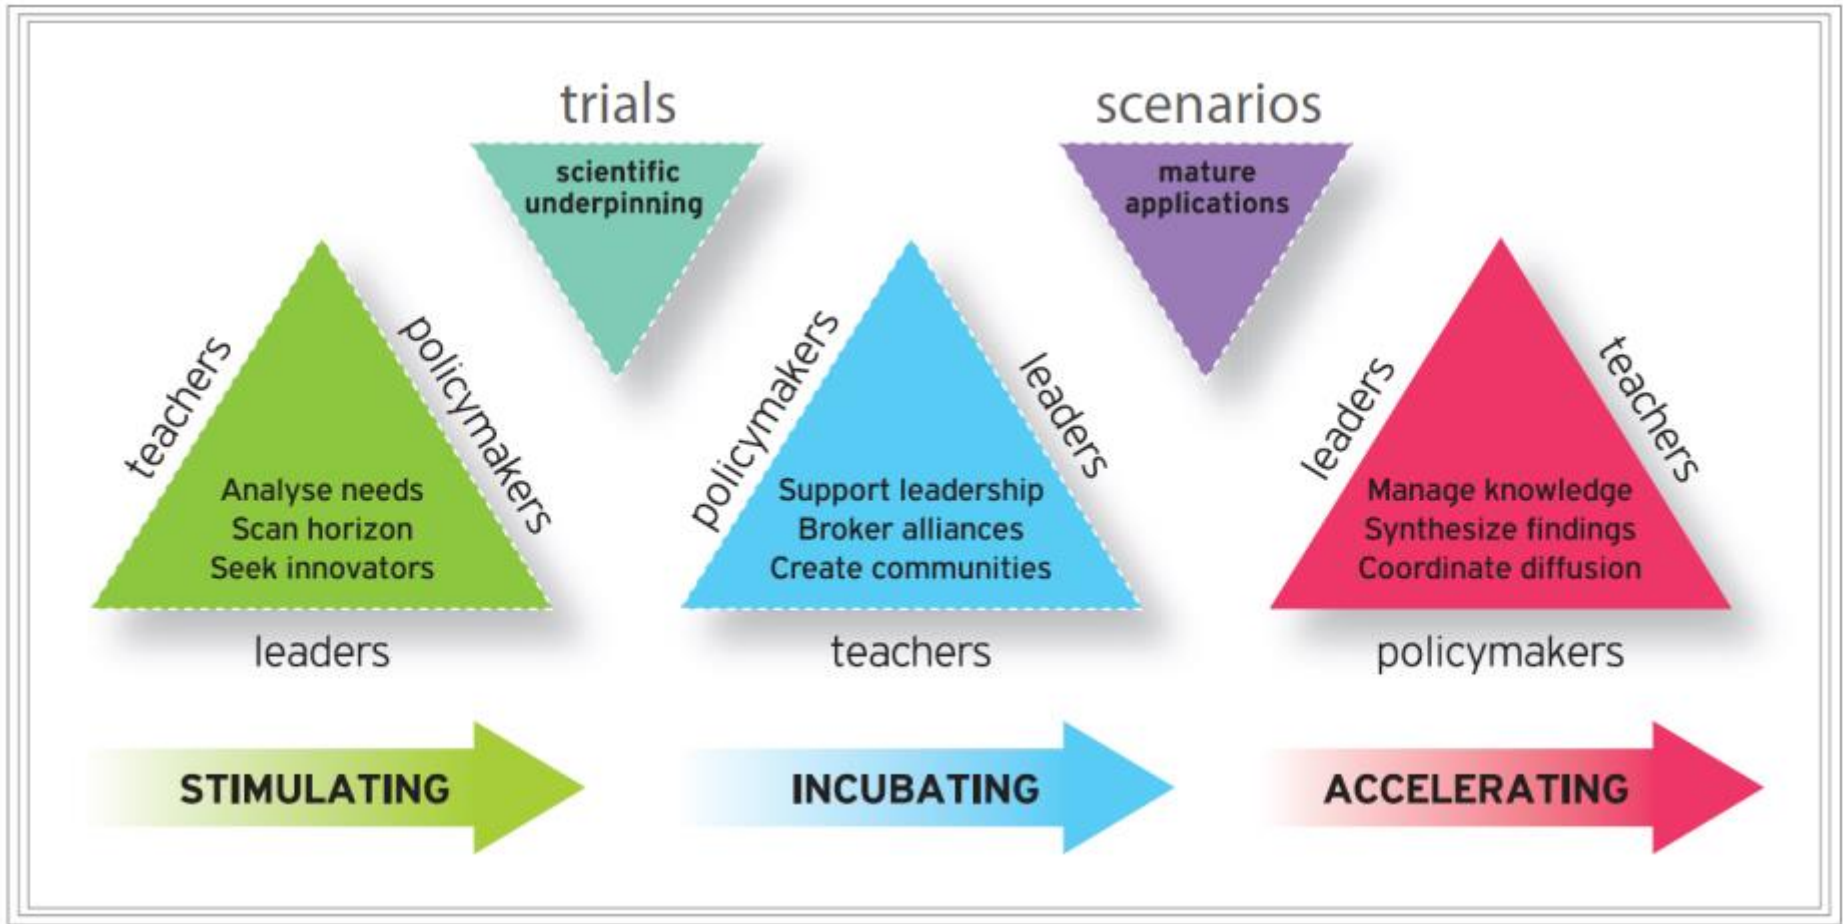 trials
scenarios
scientific
underpinning
mature
applications
teachers
policymakers
Analyse needs
Scan horizon
Seek innovators
leaders
policymakers
leaders
Support leadership
Broker alliances
Create communities
teachers
leaders
teachers
Manage knowledge
Synthesize findings
Coordinate diffusion
policymakers
STIMULATING
INCUBATING
ACCELERATING